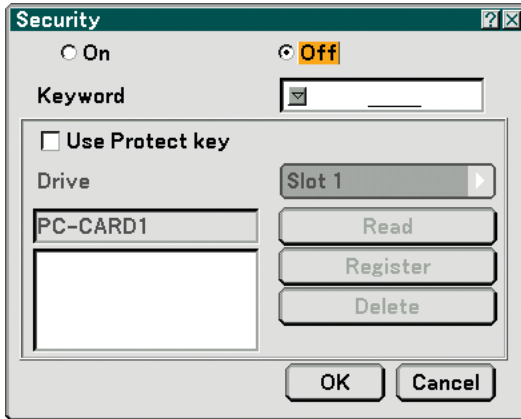 Security
On Off
Keyword
Use Protect key
Drive Slot 1
PC-CARD1 Read
Register
Delete
OK Cancel